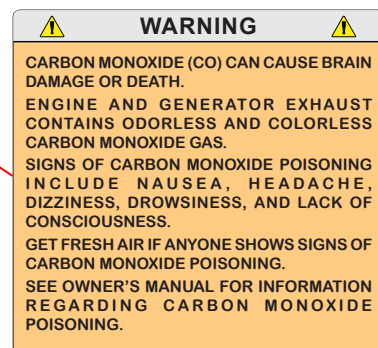 WARNING
CARBON MONOXIDE (CO) CAN CAUSE BRAIN
DAMAGE OR DEATH.
ENGINE AND GENERATOR EXHAUST
CONTAINS ODORLESS AND COLORLESS
CARBON MONOXIDE GAS.
SIGNS OF CARBON MONOXIDE POISONING
INCLUDE NAUSEA, HEADACHE,
DIZZINESS, DROWSINESS, AND LACK OF
CONSCIOUSNESS.
GET FRESH AIR IF ANYONE SHOWS SIGNS OF
CARBON MONOXIDE POISONING.
SEE OWNER’S MANUAL FOR INFORMATION
REGARDING CARBON MONOXIDE
POISONING.